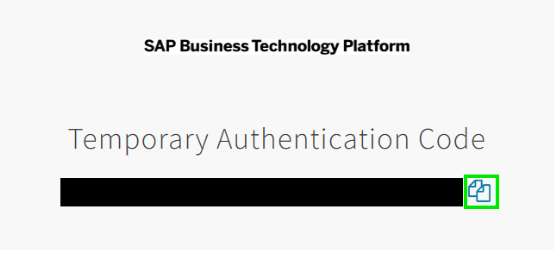 SAP Business Technology Platform
Temporary Authentication Code